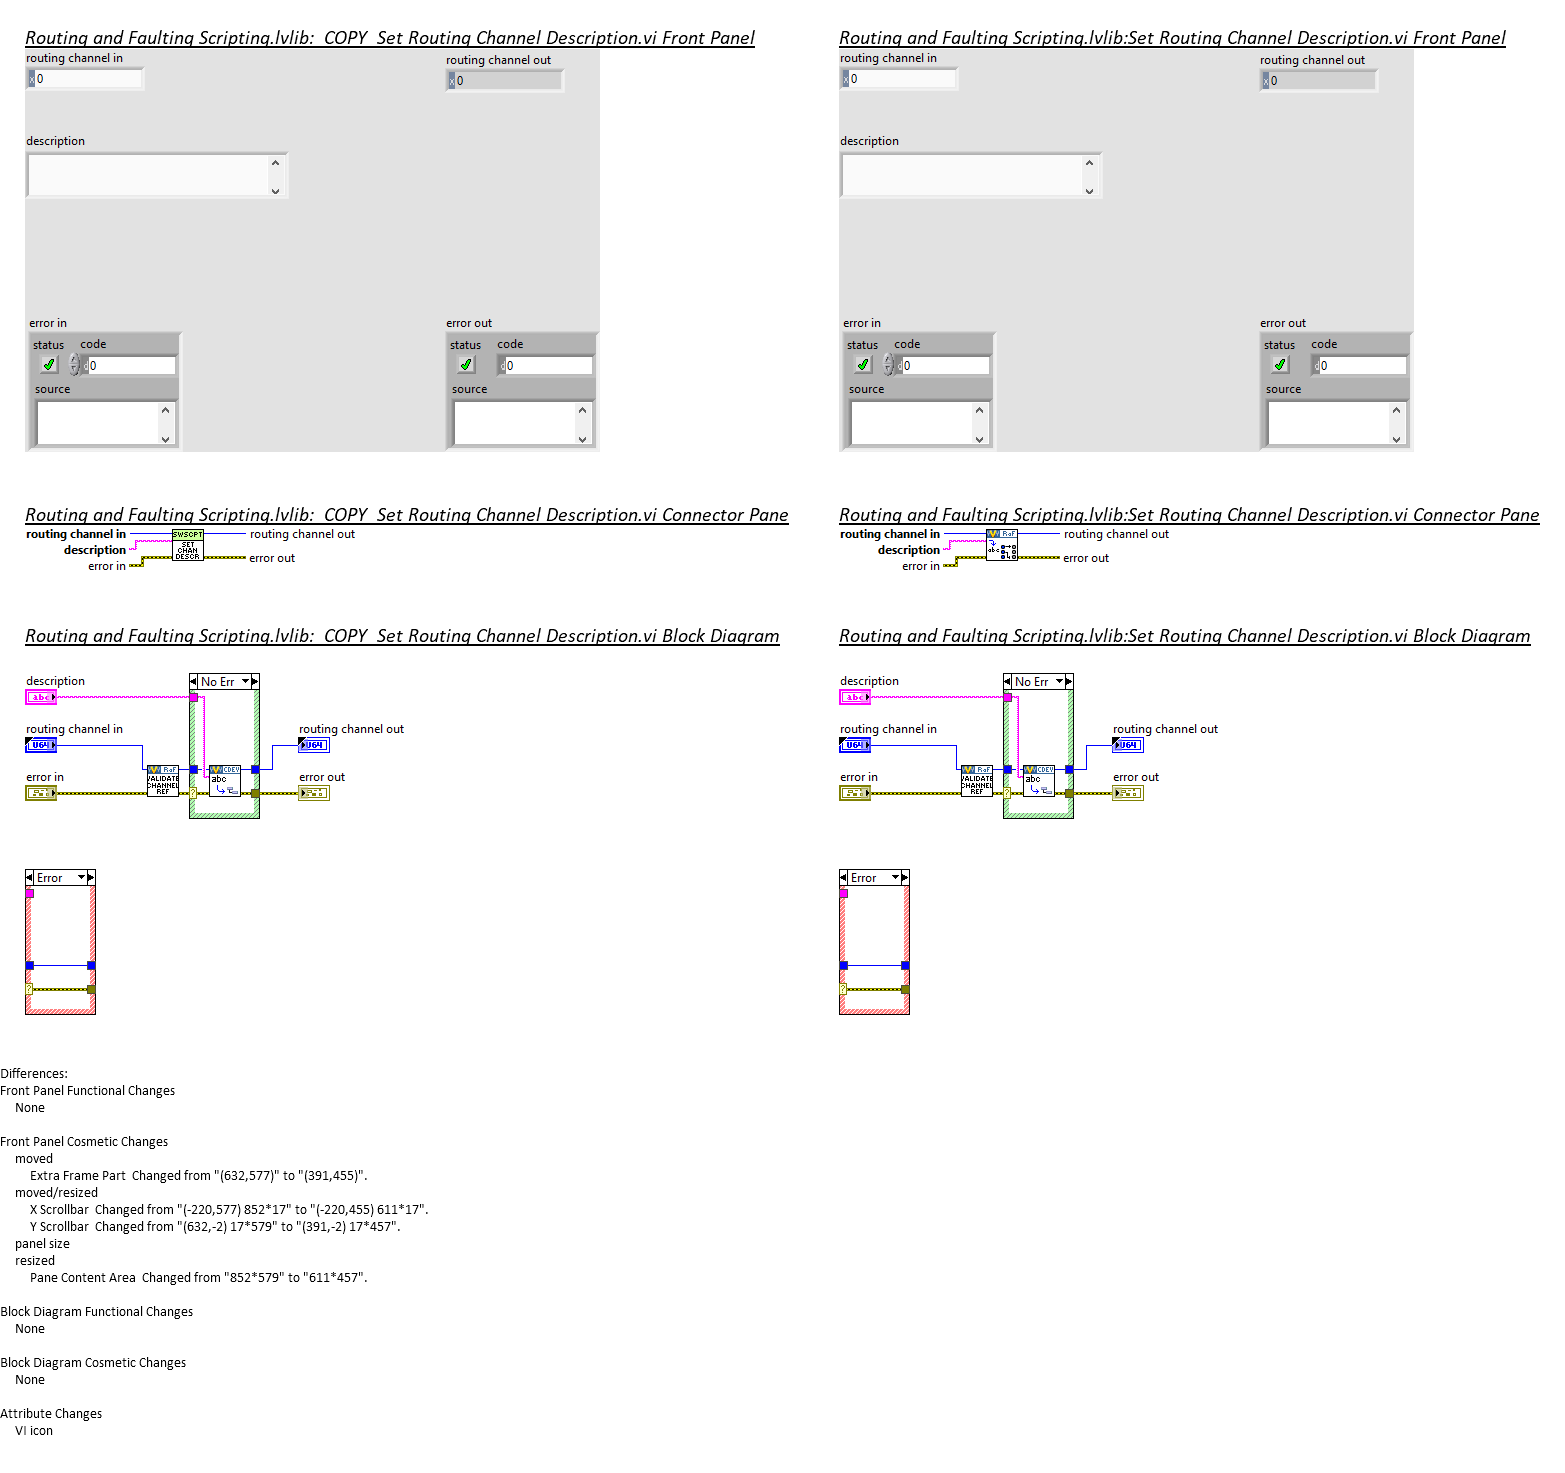 Routing and Faulting Scripting.lvlib:_COPY_Set Routing Channel Description.vi Front Panel
routing channel in
x 0
routing channel out
x 0
description
error in
status code
d 0
source
error out
status code
d 0
source
Routing and Faulting Scripting.lvlib:Set Routing Channel Description.vi Front Panel
routing channel in
x 0
routing channel out
x 0
description
error in
status code
d 0
source
error out
status code
d 0
source
Routing and Faulting Scripting.lvlib:_COPY_Set Routing Channel Description.vi Connector Pane
routing channel in
description
error in
SWSCPT
SET
CHAN
DESCR
routing channel out
error out
Routing and Faulting Scripting.lvlib:Set Routing Channel Description.vi Connector Pane
routing channel in
description
error in
RaF
abc
routing channel out
error out
Routing and Faulting Scripting.lvlib:_COPY_Set Routing Channel Description.vi Block Diagram
description
abc
No Err
routing channel in
U64
routing channel out
U64
error in
RaF
VALIDATE
CHANNEL
REF
?
CDEV
abc
error out
Error
?
Routing and Faulting Scripting.lvlib:Set Routing Channel Description.vi Block Diagram
description
abc
No Err
routing channel in
U64
routing channel out
U64
error in
RaF
VALIDATE
CHANNEL
REF
?
CDEV
abc
error out
Error
?
Differences:
Front Panel Functional Changes
None
Front Panel Cosmetic Changes
moved
Extra Frame Part  Changed from "(632,577)" to "(391,455)".
moved/resized
X Scrollbar  Changed from "(-220,577) 852*17" to "(-220,455) 611*17".
Y Scrollbar  Changed from "(632,-2) 17*579" to "(391,-2) 17*457".
panel size
resized
Pane Content Area  Changed from "852*579" to "611*457".
Block Diagram Functional Changes
None
Block Diagram Cosmetic Changes
None
Attribute Changes
VI icon